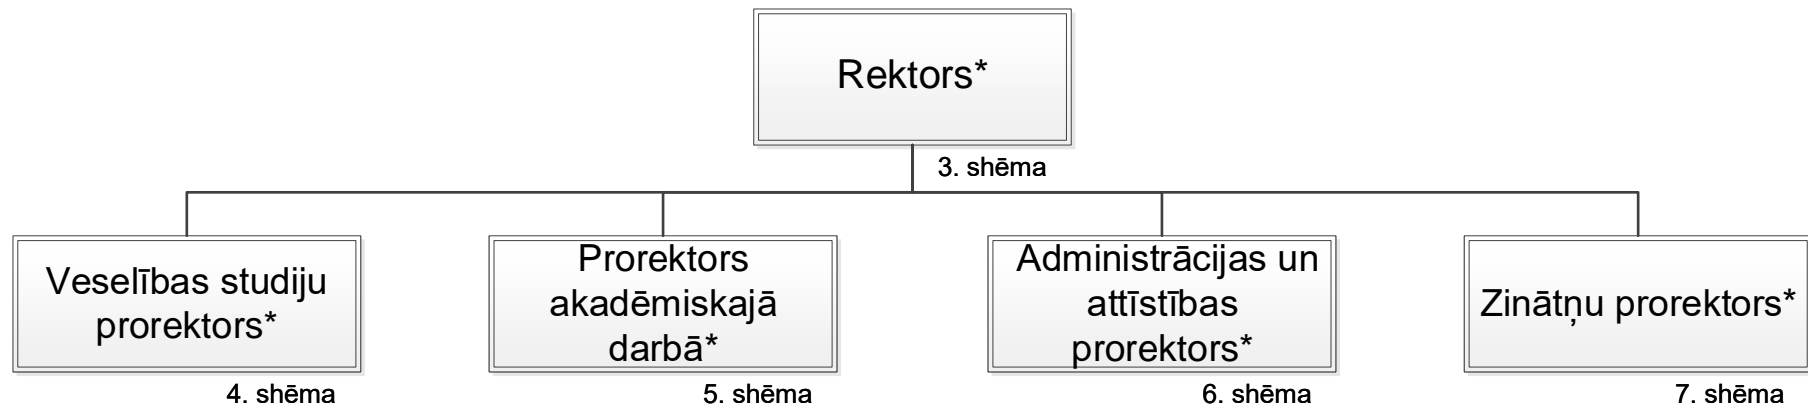 Rektors*
3. shēma
Veselības studiju
prorektors*
4. shēma
Prorektors
akadēmiskajā
darbā*
5. shēma
Administrācijas un
attīstības
prorektors*
6. shēma
Zinātņu prorektors*
7. shēma